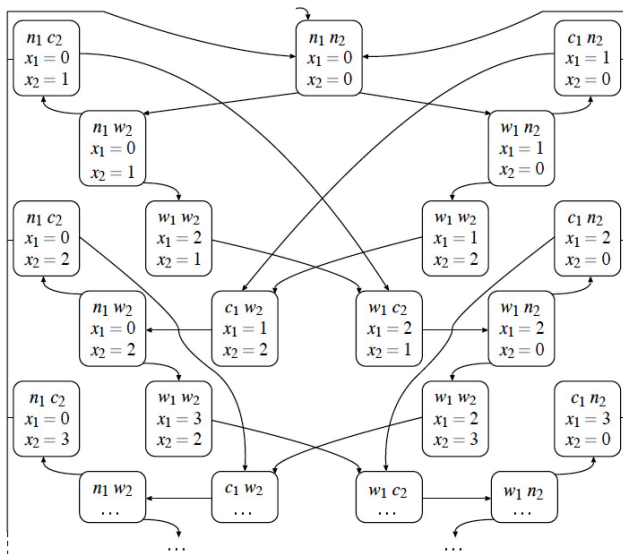 n₁ c₂
x₁ = 0
x₂ = 1
n₁ n₂
x₁ = 0
x₂ = 0
c₁ n₂
x₁ = 1
x₂ = 0
n₁ w₂
x₁ = 0
x₂ = 1
w₁ n₂
x₁ = 1
x₂ = 0
n₁ c₂
x₁ = 0
x₂ = 2
w₁ w₂
x₁ = 2
x₂ = 1
w₁ w₂
x₁ = 1
x₂ = 2
c₁ n₂
x₁ = 2
x₂ = 0
n₁ w₂
x₁ = 0
x₂ = 2
c₁ w₂
x₁ = 1
x₂ = 2
w₁ c₂
x₁ = 2
x₂ = 1
w₁ n₂
x₁ = 2
x₂ = 0
n₁ c₂
x₁ = 0
x₂ = 3
w₁ w₂
x₁ = 3
x₂ = 2
w₁ w₂
x₁ = 2
x₂ = 3
c₁ n₂
x₁ = 3
x₂ = 0
n₁ w₂
...
c₁ w₂
...
w₁ c₂
...
w₁ n₂
...
...
...